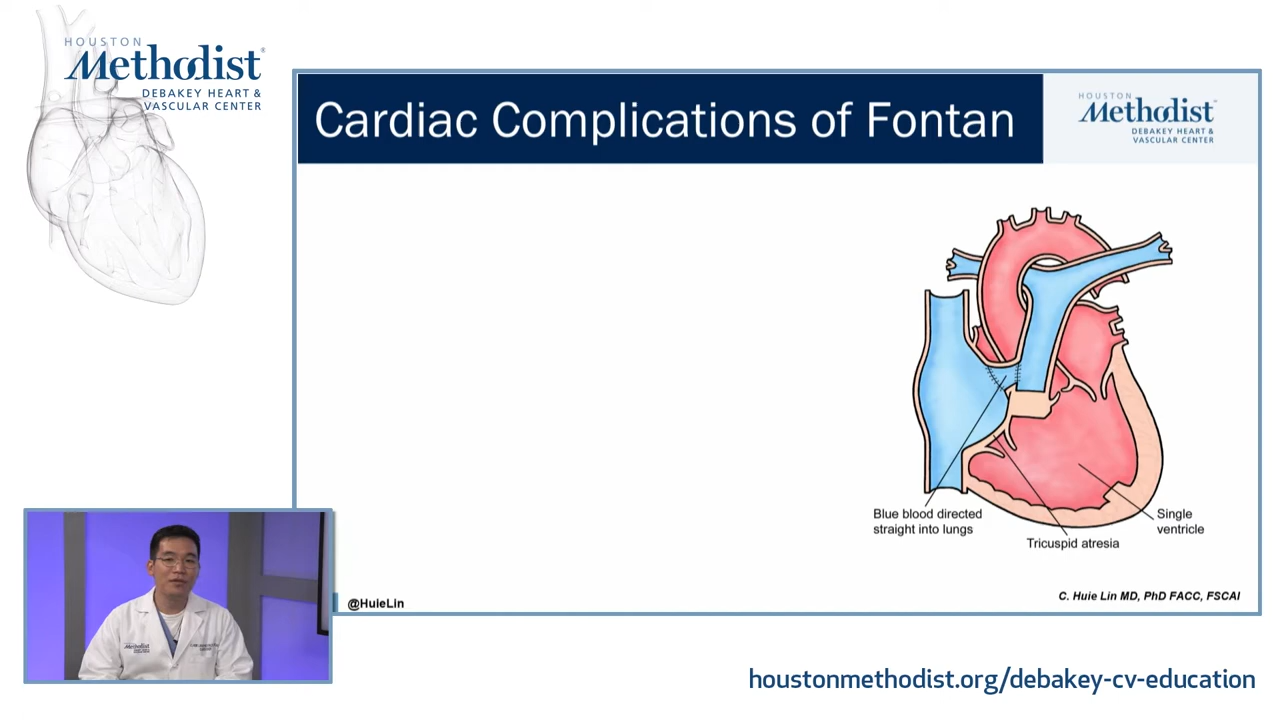 HOUSTON
Methodist
DEBAKEY HEART &
VASCULAR CENTER
Cardiac Complications of Fontan
HOUSTON
Methodist
DEBAKEY HEART &
VASCULAR CENTER
Blue blood directed
straight into lungs
Tricuspid atresia
Single
ventricle
@HuieLin
C. Huie Lin MD, PhD FACC, FSCAI
Methodist
houstonmethodist.org/debakey-cv-education